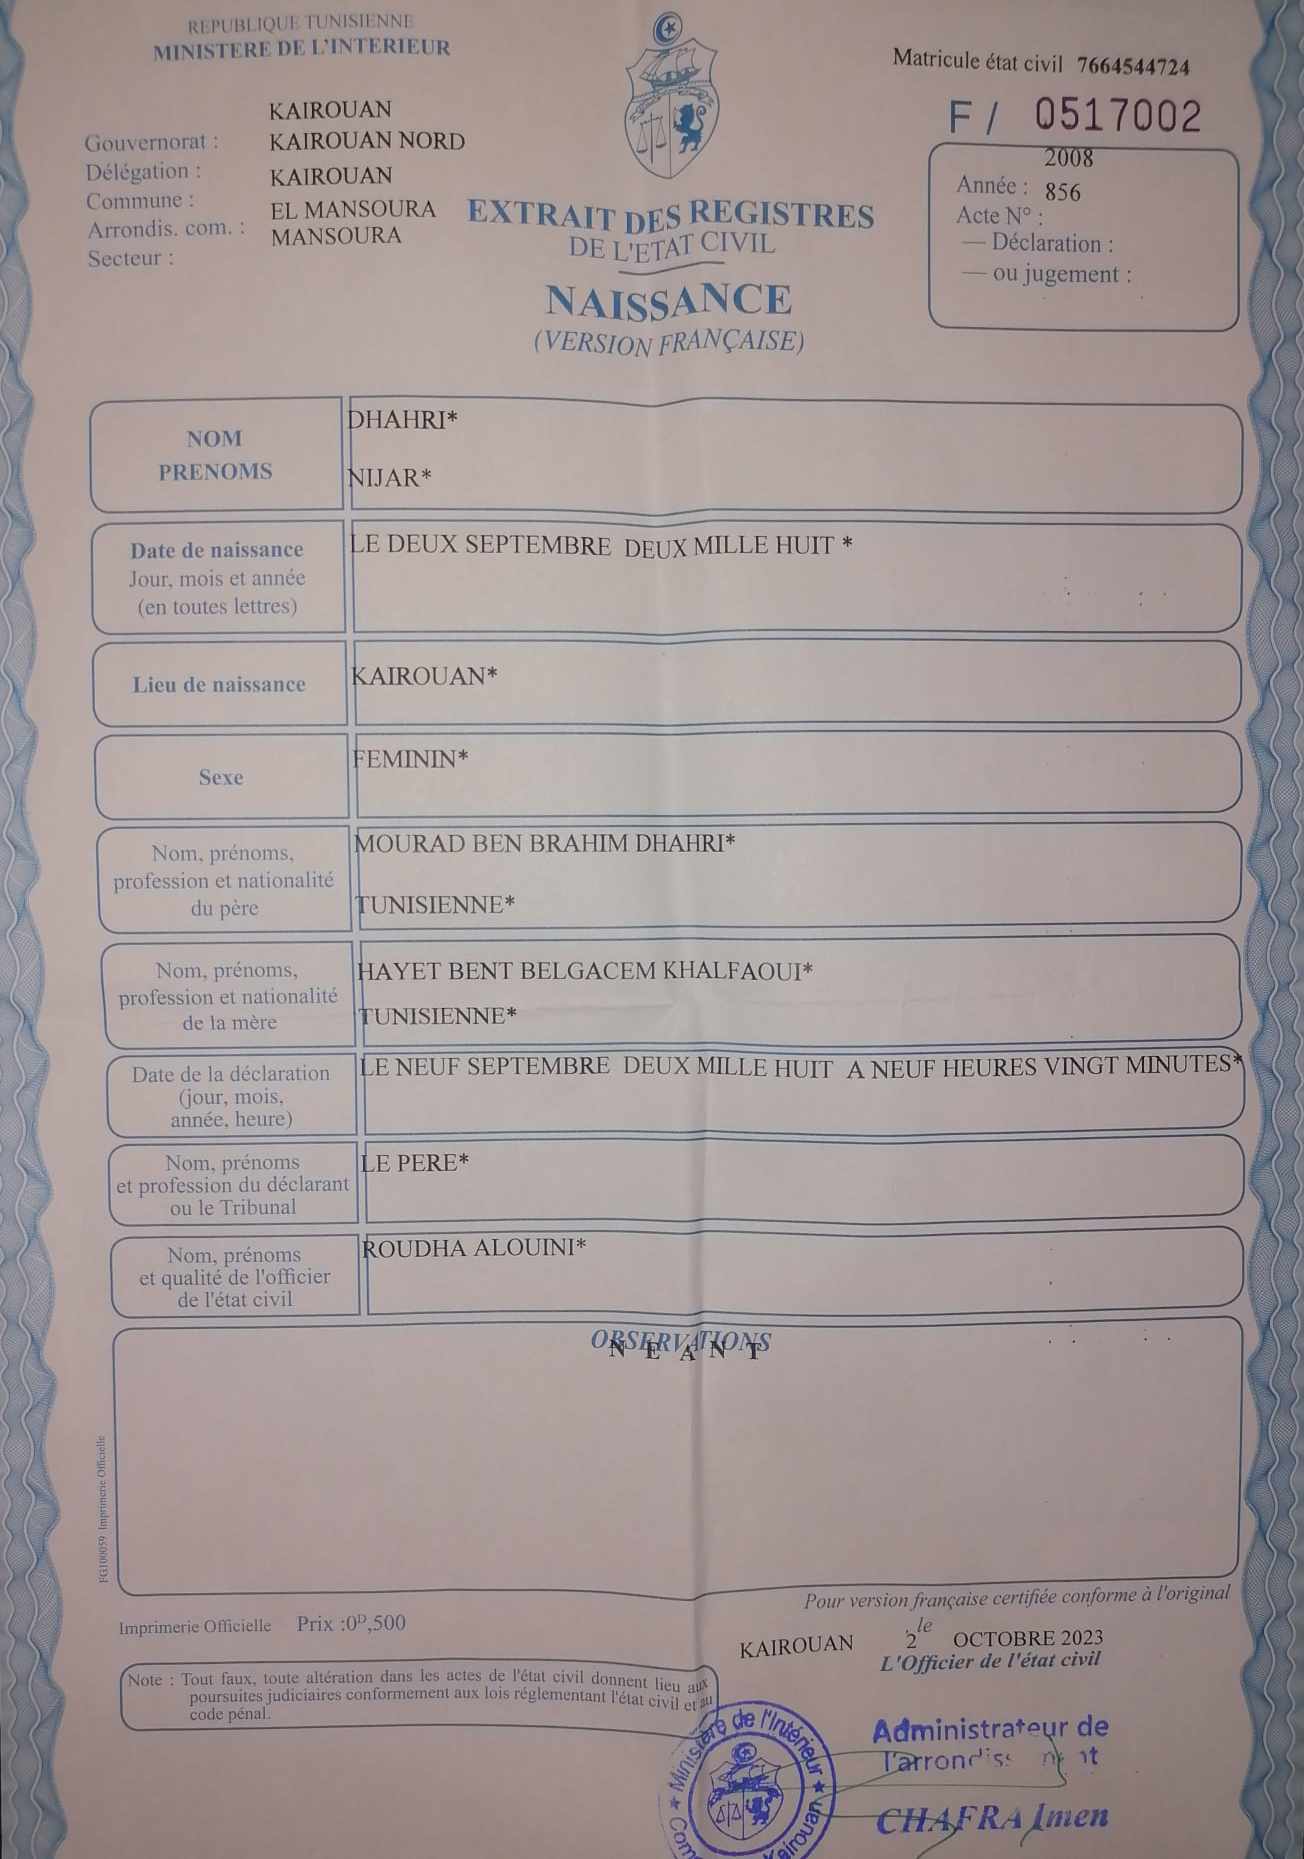 REPUBLIQUE TUNISIENNE
MINISTERE DE L'INTERIEUR
Matricule état civil 7664544724
F / 0517002
Gouvernorat : KAIROUAN
Délégation : KAIROUAN NORD
Commune : KAIROUAN
Arrondis. com. : EL MANSOURA
Secteur : MANSOURA
EXTRAIT DES REGISTRES
DE L'ETAT CIVIL
NAISSANCE
(VERSION FRANÇAISE)
Année : 2008
Acte N° : 856
— Déclaration :
— ou jugement :
NOM
PRENOMS
DHAHRI*
NIJAR*
Date de naissance
Jour, mois et année
(en toutes lettres)
LE DEUX SEPTEMBRE DEUX MILLE HUIT *
Lieu de naissance
KAIROUAN*
Sexe
FEMININ*
Nom, prénoms,
profession et nationalité
du père
MOURAD BEN BRAHIM DHAHRI*
TUNISIENNE*
Nom, prénoms,
profession et nationalité
de la mère
HAYET BENT BELGACEM KHALFAOUI*
TUNISIENNE*
Date de la déclaration
(jour, mois,
année, heure)
LE NEUF SEPTEMBRE DEUX MILLE HUIT A NEUF HEURES VINGT MINUTES*
Nom, prénoms
et profession du déclarant
ou le Tribunal
LE PERE*
Nom, prénoms
et qualité de l'officier
de l'état civil
ROUDHA ALOUINI*
OBSERVATIONS
N E A N T
FG100059 Imprimerie Officielle
Imprimerie Officielle Prix :0ᴰ,500
Pour version française certifiée conforme à l'original
KAIROUAN , le 2 OCTOBRE 2023
L'Officier de l'état civil
Note : Tout faux, toute altération dans les actes de l'état civil donnent lieu aux
poursuites judiciaires conformement aux lois réglementant l'état civil et au
code pénal.
Ministère de l'Intérieur
Kairouan
Administrateur de
CHAFRA Imen